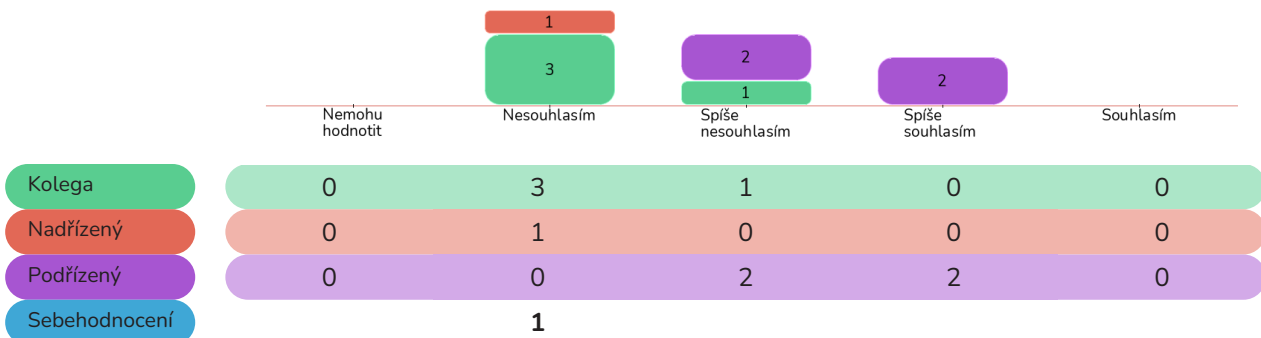 1
3
2
1
2
Nemohu
hodnotit
Nesouhlasím
Spíše
nesouhlasím
Spíše
souhlasím
Souhlasím
Kolega 0 3 1 0 0
Nadřízený 0 1 0 0 0
Podřízený 0 0 2 2 0
Sebehodnocení 1